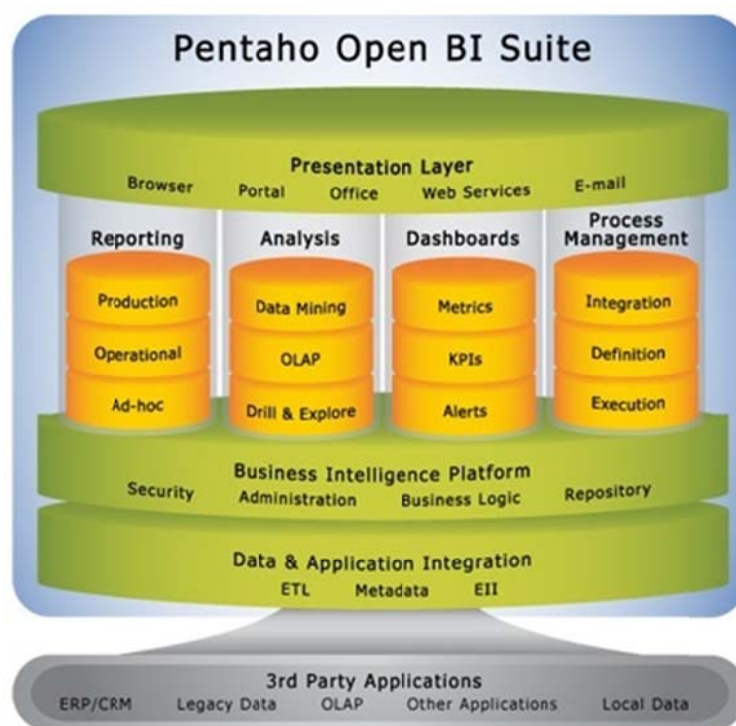 Pentaho Open BI Suite
Presentation Layer
Browser Portal Office Web Services E-mail
Reporting
Production
Operational
Ad-hoc
Analysis
Data Mining
OLAP
Drill & Explore
Dashboards
Metrics
KPIs
Alerts
Process
Management
Integration
Definition
Execution
Business Intelligence Platform
Security Administration Business Logic Repository
Data & Application Integration
ETL Metadata EII
3rd Party Applications
ERP/CRM Legacy Data OLAP Other Applications Local Data